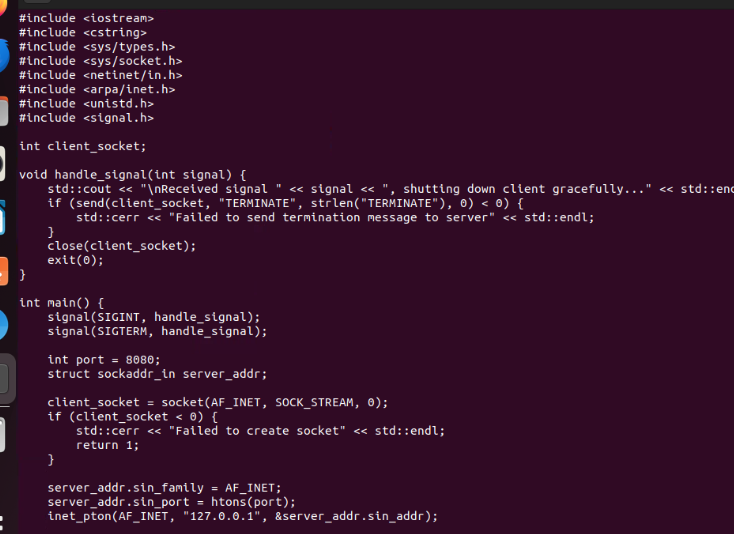 #include <iostream>
#include <cstring>
#include <sys/types.h>
#include <sys/socket.h>
#include <netinet/in.h>
#include <arpa/inet.h>
#include <unistd.h>
#include <signal.h>
int client_socket;
void handle_signal(int signal) {
    std::cout << "\nReceived signal " << signal << ", shutting down client gracefully..." << std::end
    if (send(client_socket, "TERMINATE", strlen("TERMINATE"), 0) < 0) {
        std::cerr << "Failed to send termination message to server" << std::endl;
    }
    close(client_socket);
    exit(0);
}
int main() {
    signal(SIGINT, handle_signal);
    signal(SIGTERM, handle_signal);
    int port = 8080;
    struct sockaddr_in server_addr;
    client_socket = socket(AF_INET, SOCK_STREAM, 0);
    if (client_socket < 0) {
        std::cerr << "Failed to create socket" << std::endl;
        return 1;
    }
    server_addr.sin_family = AF_INET;
    server_addr.sin_port = htons(port);
    inet_pton(AF_INET, "127.0.0.1", &server_addr.sin_addr);